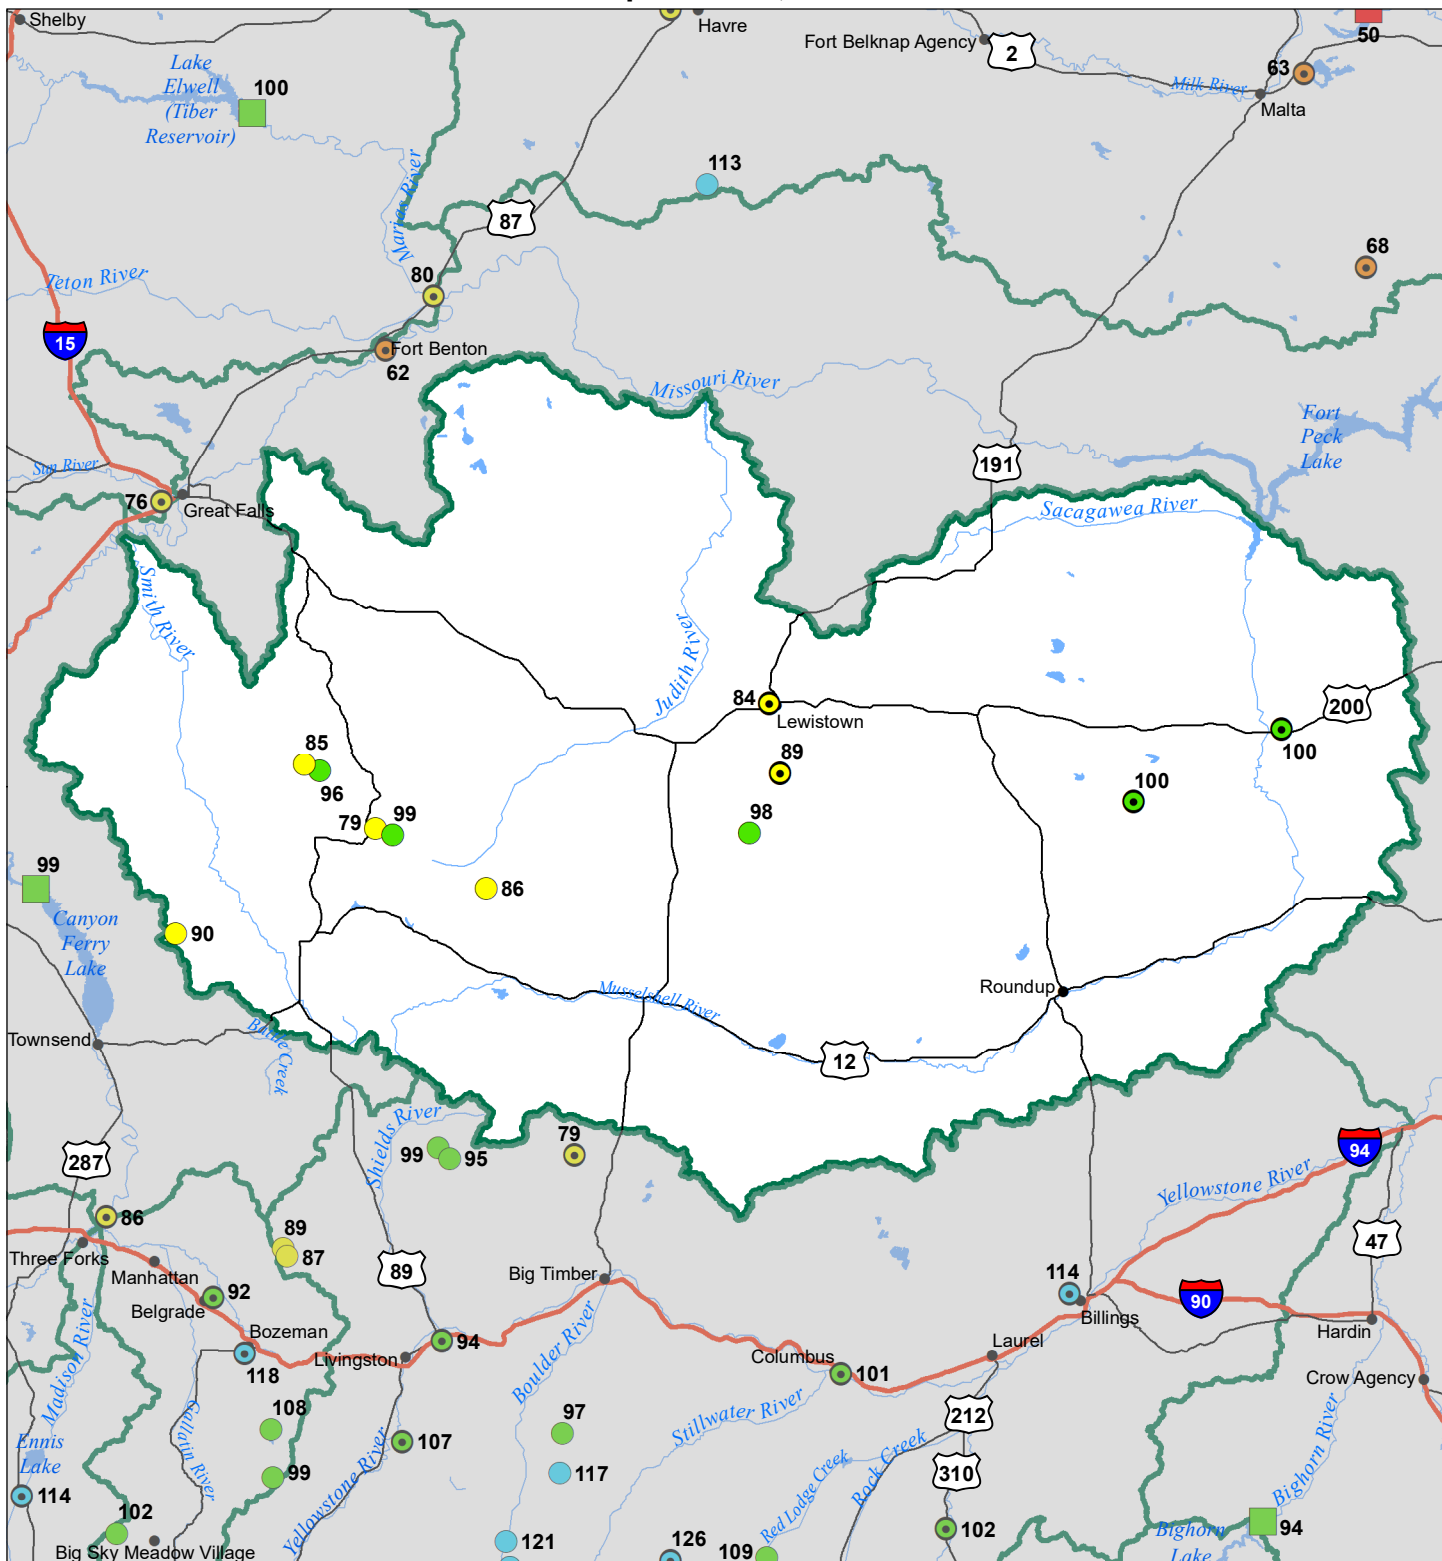 Shelby
Havre
Fort Belknap Agency
2
50
63
Milk River
Malta
Lake
Elwell
(Tiber
Reservoir)
100
113
Marias River
87
68
Teton River
80
15
Fort Benton
62
Missouri River
Fort
Peck
Lake
Sun River
191
76
Great Falls
Sacagawea River
Smith River
Judith River
84
Lewistown
200
100
85
96
89
100
79
99
98
99
86
Canyon
Ferry
Lake
90
Roundup
Musselshell River
Townsend
Battle Creek
12
Shields River
79
99
95
287
94
Yellowstone River
86
89
87
47
Three Forks
Manhattan
89
Big Timber
114
90
Belgrade
92
Billings
Bozeman
Hardin
Madison River
Livingston
94
Boulder River
Columbus
Laurel
118
101
Crow Agency
108
97
Stillwater River
212
Gallatin River
Ennis
Lake
107
Yellowstone River
Rock Creek
99
117
Red Lodge Creek
310
Bighorn River
114
102
121
126
109
102
Bighorn
Lake
94
Big Sky Meadow Village